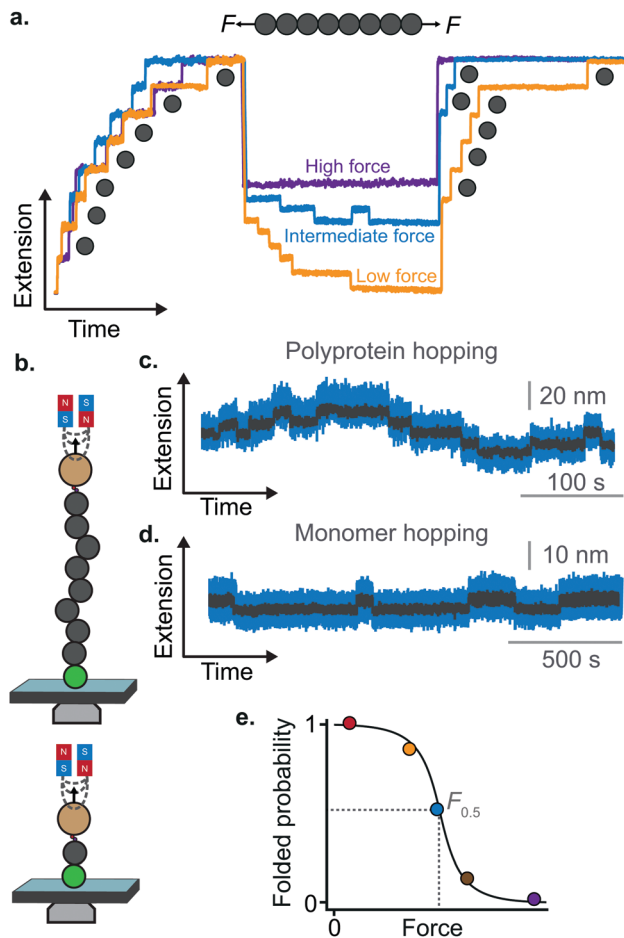 a.
F
F
High force
Intermediate force
Low force
Extension
Time
b.
N S
S N
N S
S N
c.
Polyprotein hopping
20 nm
Extension
Time
100 s
d.
Monomer hopping
10 nm
Extension
Time
500 s
e.
Folded probability
1
0
F0.5
0
Force